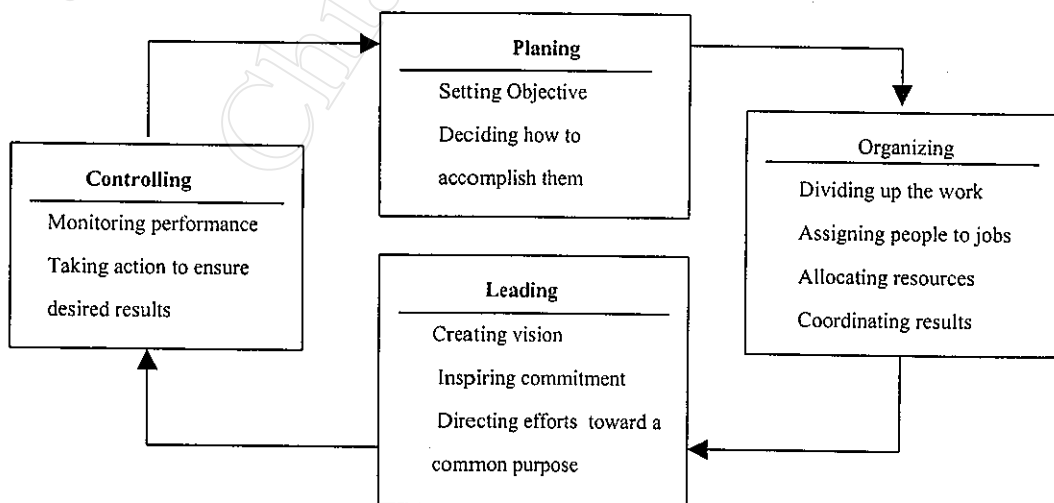 Planing
Setting Objective
Deciding how to
accomplish them
Organizing
Dividing up the work
Assigning people to jobs
Allocating resources
Coordinating results
Leading
Creating vision
Inspiring commitment
Directing efforts toward a
common purpose
Controlling
Monitoring performance
Taking action to ensure
desired results